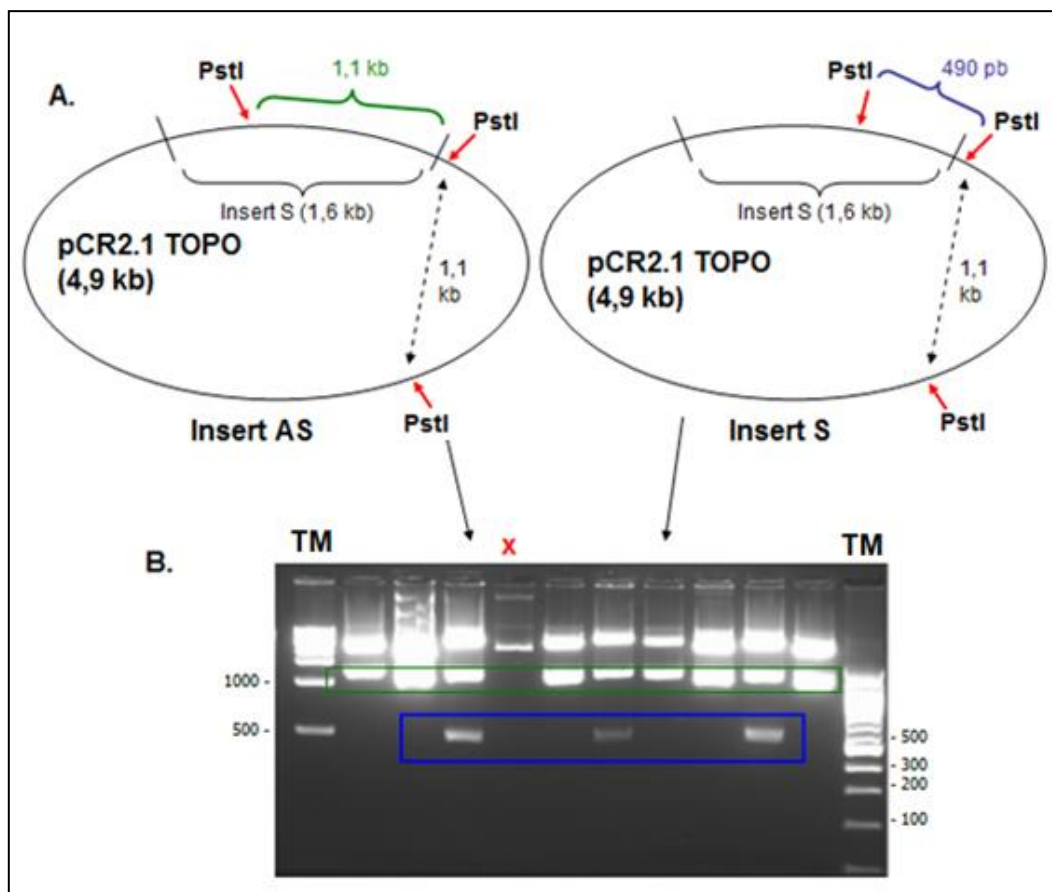 A.
PstI
1,1 kb
PstI
Insert S (1,6 kb)
pCR2.1 TOPO
(4,9 kb)
1,1
kb
PstI
Insert AS
PstI
490 pb
PstI
Insert S (1,6 kb)
pCR2.1 TOPO
(4,9 kb)
1,1
kb
PstI
Insert S
B.
TM
x
TM
1000 -
500 -
- 500
- 300
- 200
- 100